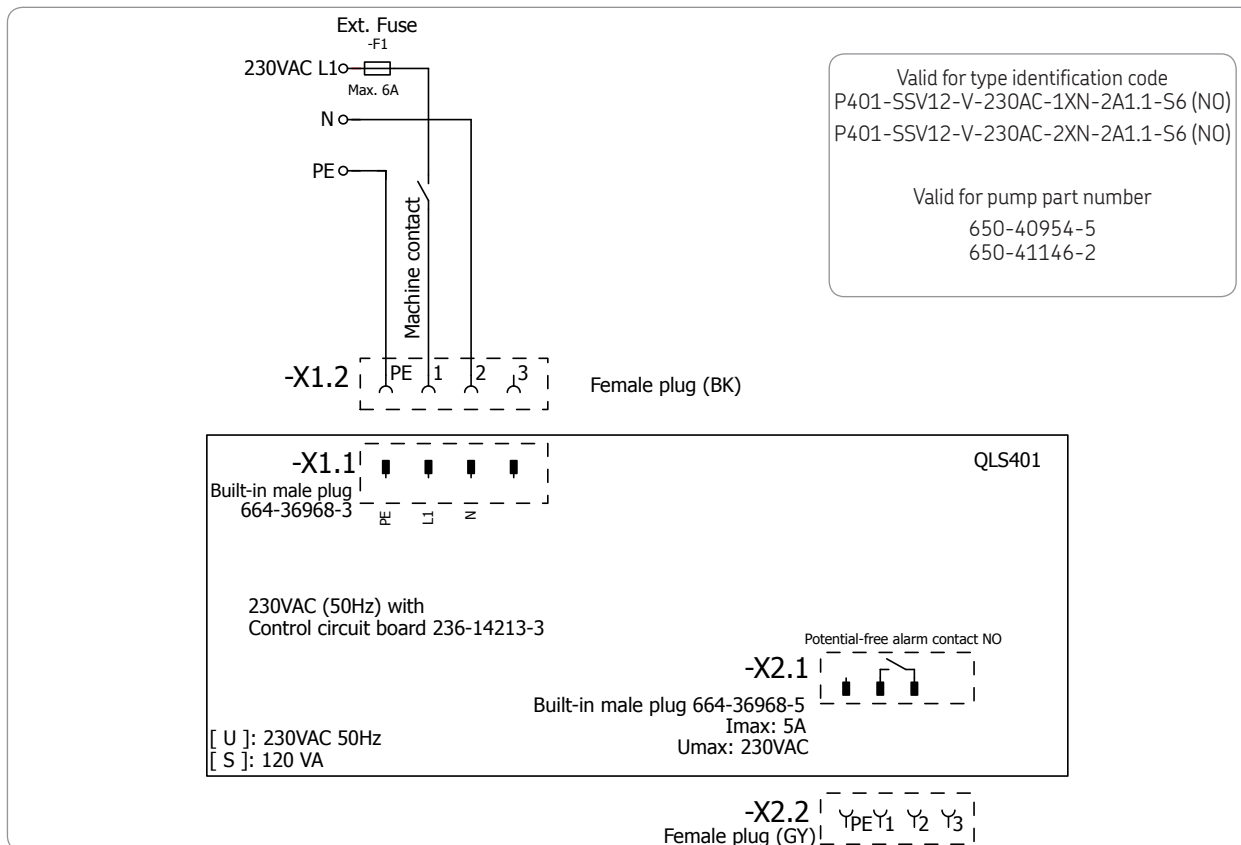 Ext. Fuse
-F1
230VAC L1
Max. 6A
N
PE
Machine contact
Valid for type identification code
P401-SSV12-V-230AC-1XN-2A1.1-S6 (NO)
P401-SSV12-V-230AC-2XN-2A1.1-S6 (NO)
Valid for pump part number
650-40954-5
650-41146-2
-X1.2
PE 1 2 3
Female plug (BK)
-X1.1
Built-in male plug
664-36968-3
PE L1 N
QLS401
230VAC (50Hz) with
Control circuit board 236-14213-3
Potential-free alarm contact NO
-X2.1
Built-in male plug 664-36968-5
Imax: 5A
Umax: 230VAC
[ U ]: 230VAC 50Hz
[ S ]: 120 VA
-X2.2
PE 1 2 3
Female plug (GY)